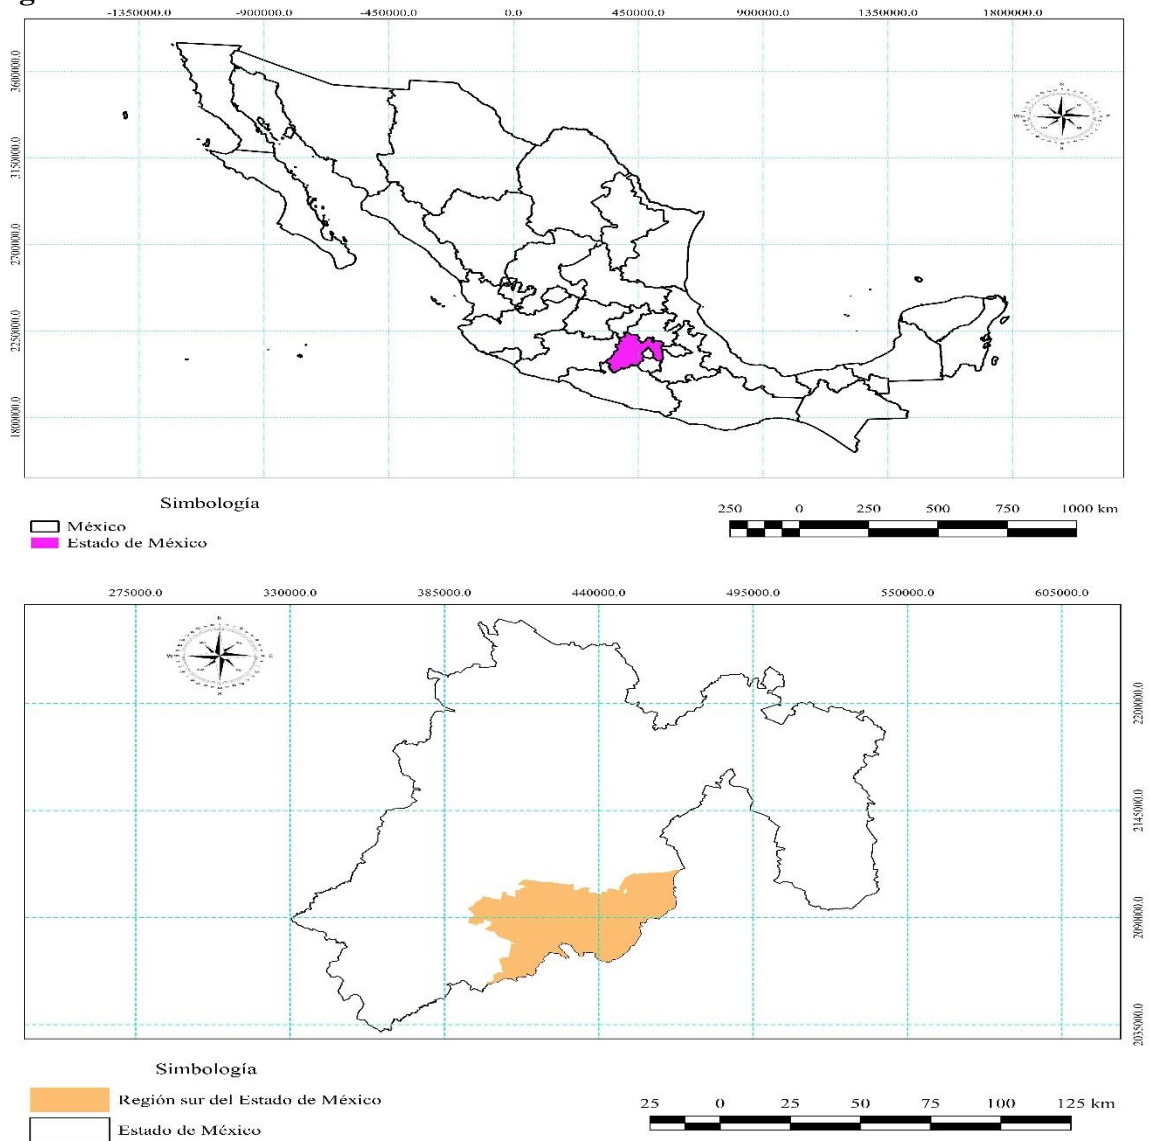 g
-1350000.0 -900000.0 -450000.0 0.0 450000.0 900000.0 1350000.0 1800000.0
3600000.0
3150000.0
2700000.0
2250000.0
1800000.0
Simbología
México
Estado de México
250 0 250 500 750 1000 km
275000.0 330000.0 385000.0 440000.0 495000.0 550000.0 605000.0
N
W E
S
2200000.0
2145000.0
2090000.0
2035000.0
Simbología
Región sur del Estado de México
Estado de México
25 0 25 50 75 100 125 km